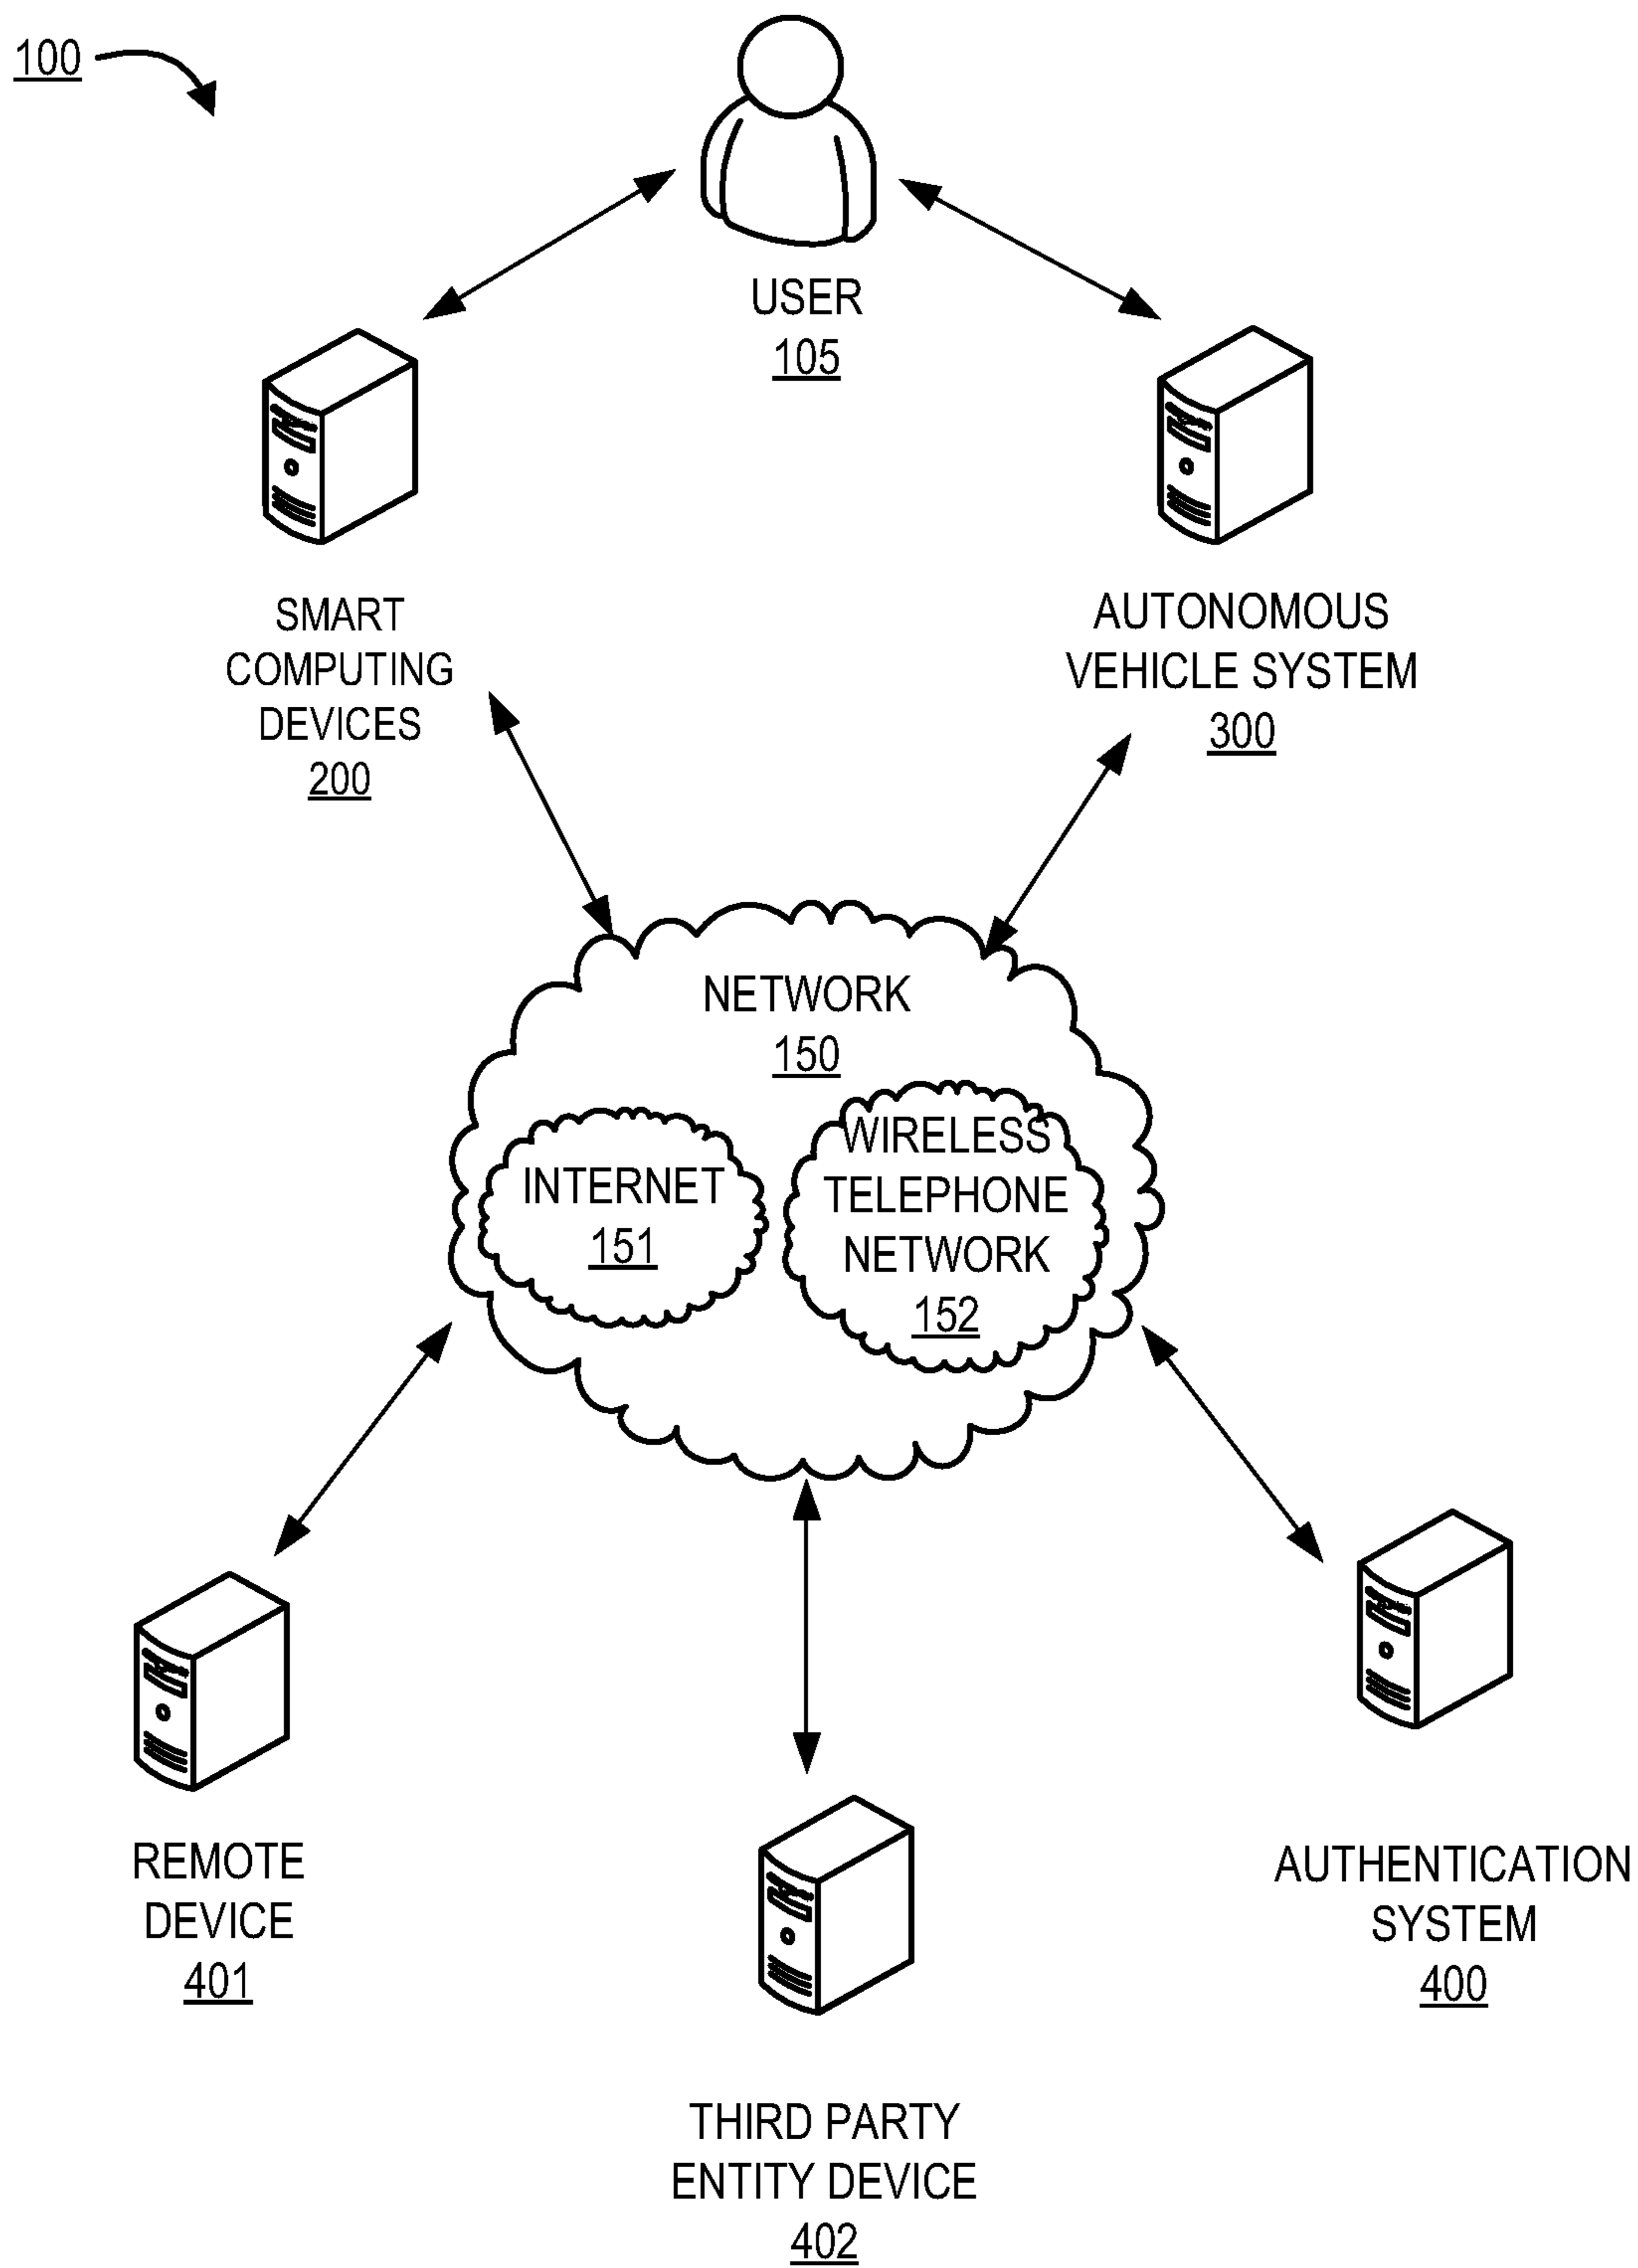 100
USER
105
SMART
COMPUTING
DEVICES
200
AUTONOMOUS
VEHICLE SYSTEM
300
NETWORK
150
INTERNET
151
WIRELESS
TELEPHONE
NETWORK
152
REMOTE
DEVICE
401
THIRD PARTY
ENTITY DEVICE
402
AUTHENTICATION
SYSTEM
400